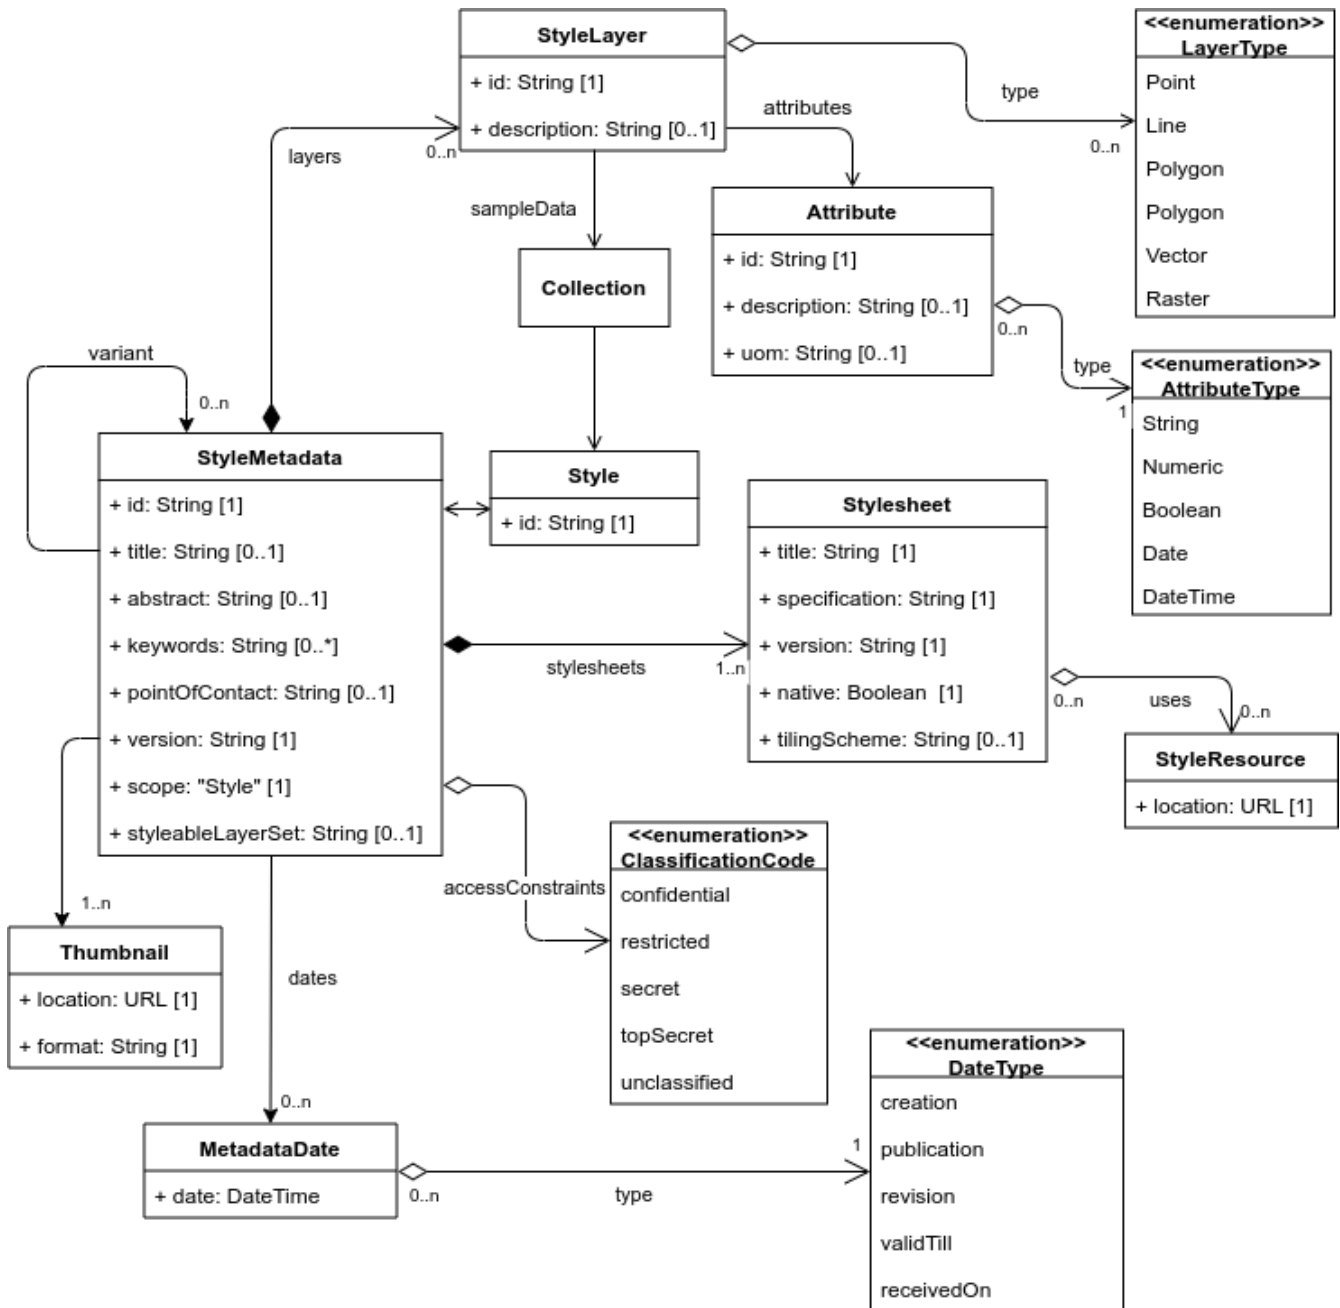 StyleLayer
+ id: String [1]
+ description: String [0..1]
<<enumeration>>
LayerType
Point
Line
Polygon
Polygon
Vector
Raster
type
0..n
attributes
layers
0..n
sampleData
Attribute
+ id: String [1]
+ description: String [0..1]
+ uom: String [0..1]
0..n
type
1
<<enumeration>>
AttributeType
String
Numeric
Boolean
Date
DateTime
Collection
variant
0..n
StyleMetadata
+ id: String [1]
+ title: String [0..1]
+ abstract: String [0..1]
+ keywords: String [0..*]
+ pointOfContact: String [0..1]
+ version: String [1]
+ scope: "Style" [1]
+ styleableLayerSet: String [0..1]
Style
+ id: String [1]
Stylesheet
+ title: String  [1]
+ specification: String [1]
+ version: String [1]
+ native: Boolean  [1]
+ tilingScheme: String [0..1]
stylesheets
1..n
0..n
uses
0..n
StyleResource
+ location: URL [1]
<<enumeration>>
ClassificationCode
confidential
restricted
secret
topSecret
unclassified
accessConstraints
1..n
Thumbnail
+ location: URL [1]
+ format: String [1]
dates
0..n
MetadataDate
+ date: DateTime
0..n
type
1
<<enumeration>>
DateType
creation
publication
revision
validTill
receivedOn